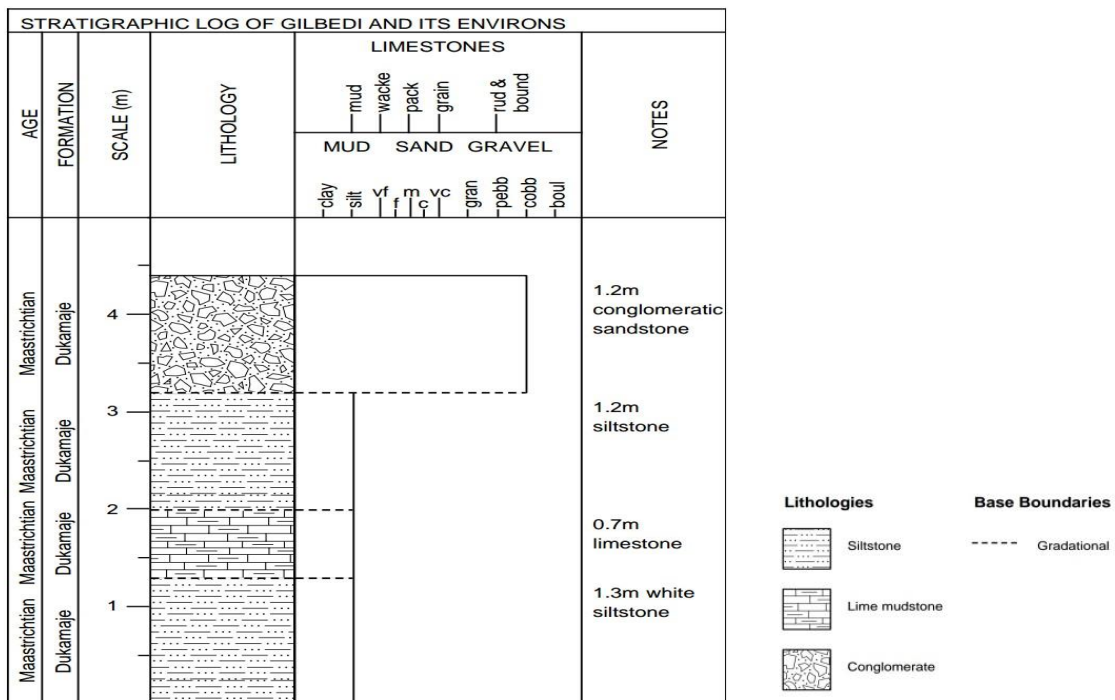 STRATIGRAPHIC LOG OF GILBEDI AND ITS ENVIRONS
AGE
FORMATION
SCALE (m)
LITHOLOGY
LIMESTONES
mud
wacke
pack
grain
rud &
bound
MUD SAND GRAVEL
clay
silt
vf
f
m
c
vc
gran
pebb
cobb
boul
NOTES
Maastrichtian
Dukamaje
4
1.2m
conglomeratic
sandstone
Maastrichtian
Dukamaje
3
1.2m
siltstone
Maastrichtian
Dukamaje
2
0.7m
limestone
Maastrichtian
Dukamaje
1
1.3m white
siltstone
Lithologies
Siltstone
Lime mudstone
Conglomerate
Base Boundaries
Gradational